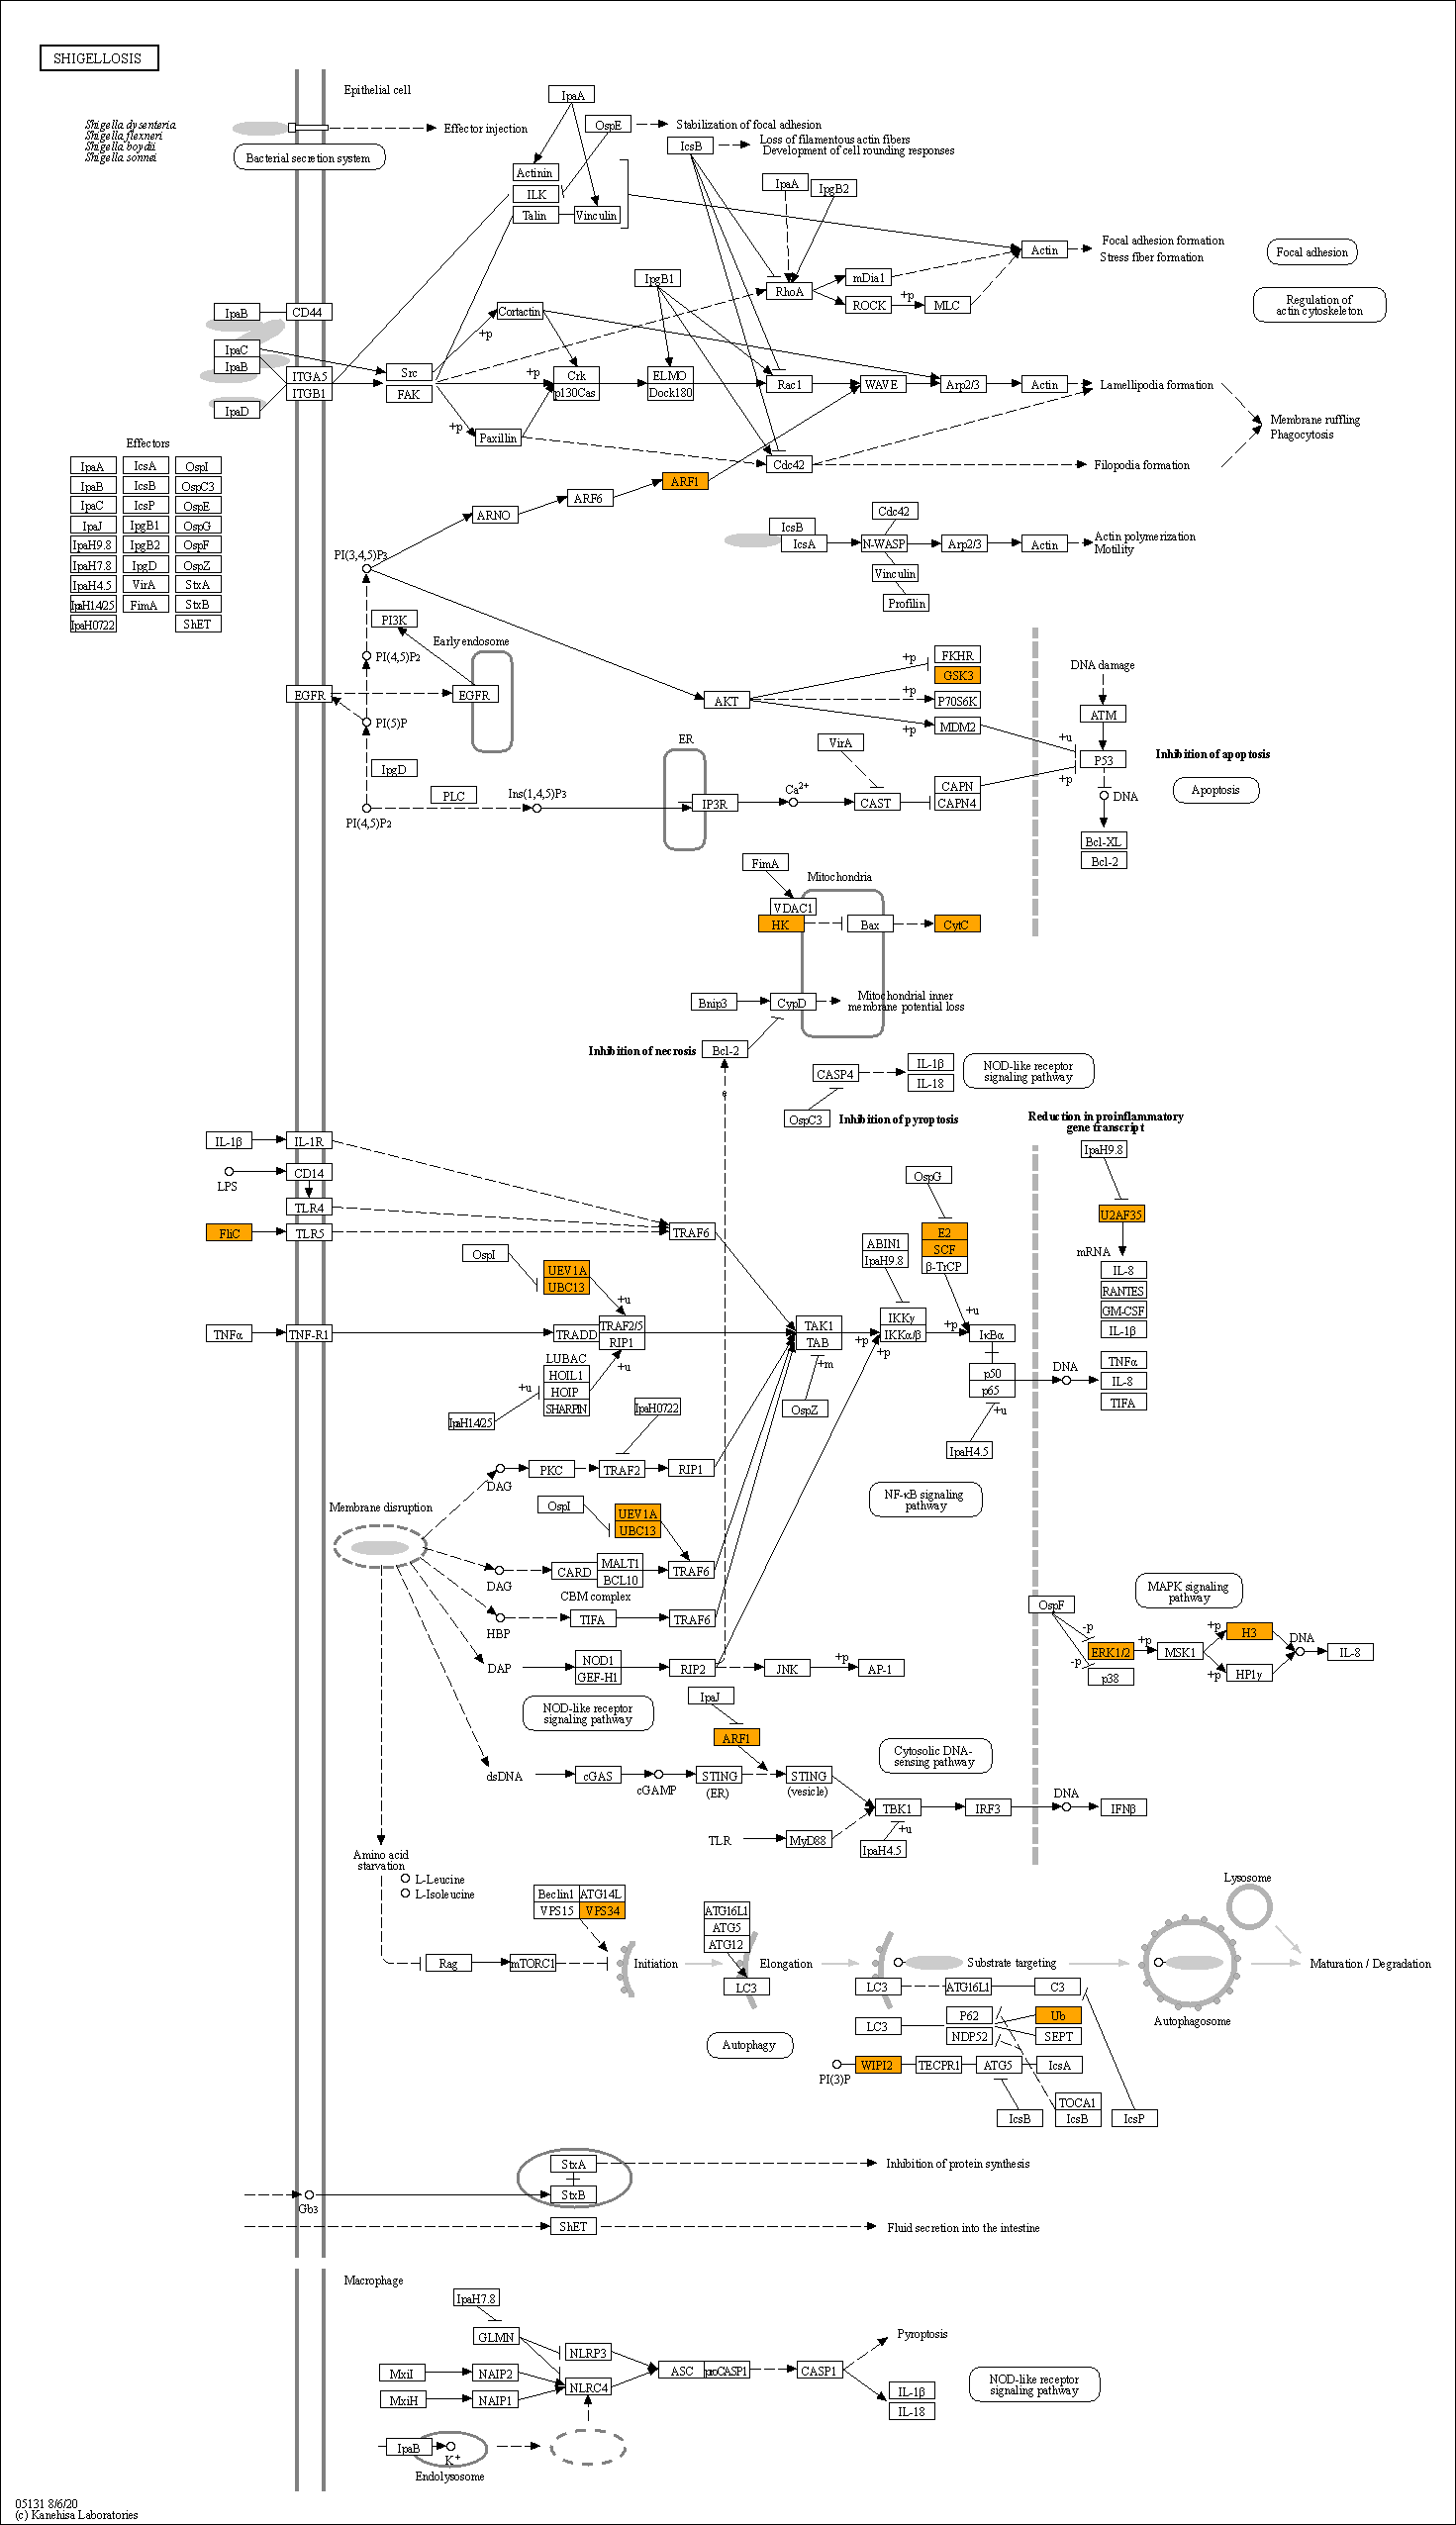 SHIGELLOSIS
Epithelial cell
Shigella dysenteria
Shigella flexneri
Shigella boydii
Shigella sonnei
Effector injection
Bacterial secretion system
IpaA
OspE
Stabilization of focal adhesion
IcsB
Loss of filamentous actin fibers
Development of cell rounding responses
Actinin
ILK
Talin
Vinculin
IpaA
IpgB2
Actin
Focal adhesion formation
Stress fiber formation
Focal adhesion
Regulation of
actin cytoskeleton
IpgB1
RhoA
mDia1
ROCK
+p
MLC
IpaB
CD44
Cortactin
+p
IpaC
IpaB
ITGA5
ITGB1
IpaD
Src
FAK
+p
Crk
p130Cas
ELMO
Dock180
Rac1
WAVE
Arp2/3
Actin
Lamellipodia formation
Membrane ruffling
Phagocytosis
+p
Paxillin
Cdc42
Filopodia formation
Effectors
IpaA
IcsA
OspI
IpaB
IcsB
OspC3
IpaC
IcsP
OspE
IpaJ
IpgB1
OspG
IpaH9.8
IpgB2
OspF
IpaH7.8
IpgD
OspZ
IpaH4.5
VirA
StxA
IpaH1.4/2.5
FimA
StxB
IpaH0722
ShET
ARF1
ARF6
ARNO
PI(3,4,5)P3
IcsB
IcsA
Cdc42
N-WASP
Vinculin
Profilin
Arp2/3
Actin
Actin polymerization
Motility
PI3K
Early endosome
PI(4,5)P2
EGFR
EGFR
PI(5)P
IpgD
PI(4,5)P2
PLC
Ins(1,4,5)P3
AKT
+p
FKHR
GSK3
+p
P70S6K
+p
MDM2
+u
DNA damage
ATM
P53
+p
Inhibition of apoptosis
Apoptosis
DNA
Bcl-XL
Bcl-2
ER
IP3R
Ca2+
VirA
CAST
CAPN
CAPN4
FimA
Mitochondria
VDAC1
HK
Bax
CytC
Bnip3
CypD
Mitochondrial inner
membrane potential loss
Inhibition of necrosis
Bcl-2
e
CASP4
IL-1β
IL-18
NOD-like receptor
signaling pathway
OspC3
Inhibition of pyroptosis
Reduction in proinflammatory
gene transcript
IpaH9.8
U2AF35
mRNA
IL-8
RANTES
GM-CSF
IL-1β
IL-1β
IL-1R
LPS
CD14
TLR4
FliC
TLR5
TRAF6
OspI
UEV1A
UBC13
+u
OspG
ABIN1
IpaH9.8
E2
SCF
β-TrCP
+u
TNFα
TNF-R1
TRADD
TRAF2/5
RIP1
+u
TAK1
TAB
+p
+p
+m
IKKγ
IKKα/β
+p
IκBα
p50
p65
+u
DNA
TNFα
IL-8
TIFA
LUBAC
HOIL1
HOIP
SHARPIN
+u
IpaH1.4/2.5
IpaH0722
OspZ
IpaH4.5
NF-κB signaling
pathway
DAG
PKC
TRAF2
RIP1
Membrane disruption
OspI
UEV1A
UBC13
DAG
CARD
MALT1
BCL10
CBM complex
TRAF6
HBP
TIFA
TRAF6
DAP
NOD1
GEF-H1
RIP2
JNK
+p
AP-1
NOD-like receptor
signaling pathway
MAPK signaling
pathway
OspF
-p
-p
ERK1/2
p38
+p
MSK1
+p
+p
H3
HP1γ
DNA
IL-8
IpaJ
ARF1
dsDNA
cGAS
cGAMP
STING
(ER)
STING
(vesicle)
Cytosolic DNA-
sensing pathway
TBK1
IRF3
DNA
IFNβ
TLR
MyD88
+u
IpaH4.5
Amino acid
starvation
L-Leucine
L-Isoleucine
Beclin1
ATG14L
VPS15
VPS34
Rag
mTORC1
Initiation
ATG16L1
ATG5
ATG12
LC3
Elongation
Substrate targeting
LC3
ATG16L1
C3
P62
Ub
LC3
NDP52
SEPT
PI(3)P
WIPI2
TECPR1
ATG5
IcsA
IcsB
TOCA1
IcsB
IcsP
Autophagy
Lysosome
Autophagosome
Maturation / Degradation
StxA
StxB
Inhibition of protein synthesis
Gb3
ShET
Fluid secretion into the intestine
Macrophage
IpaH7.8
GLMN
NLRP3
MxiI
NAIP2
NLRC4
MxiH
NAIP1
ASC
proCASP1
CASP1
Pyroptosis
IL-1β
IL-18
NOD-like receptor
signaling pathway
IpaB
K+
Endolysosome
05131 8/6/20
(c) Kanehisa Laboratories